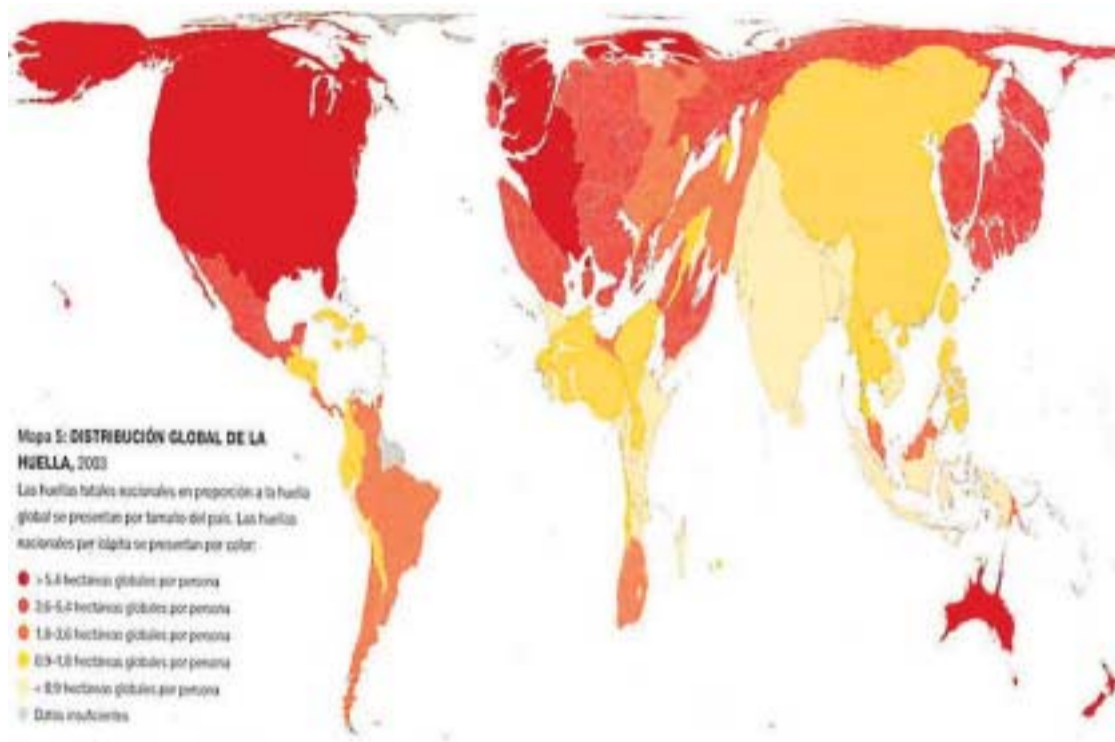 Mapa 5: DISTRIBUCIÓN GLOBAL DE LA
HUELLA, 2003
Las huellas totales nacionales en proporción a la huella
global se presentan por tamaño del país. Las huellas
nacionales per cápita se presentan por color:
> 5,4 hectáreas globales por persona
3,6–5,4 hectáreas globales por persona
1,8–3,6 hectáreas globales por persona
0,9–1,8 hectáreas globales por persona
< 0,9 hectáreas globales por persona
Datos insuficientes